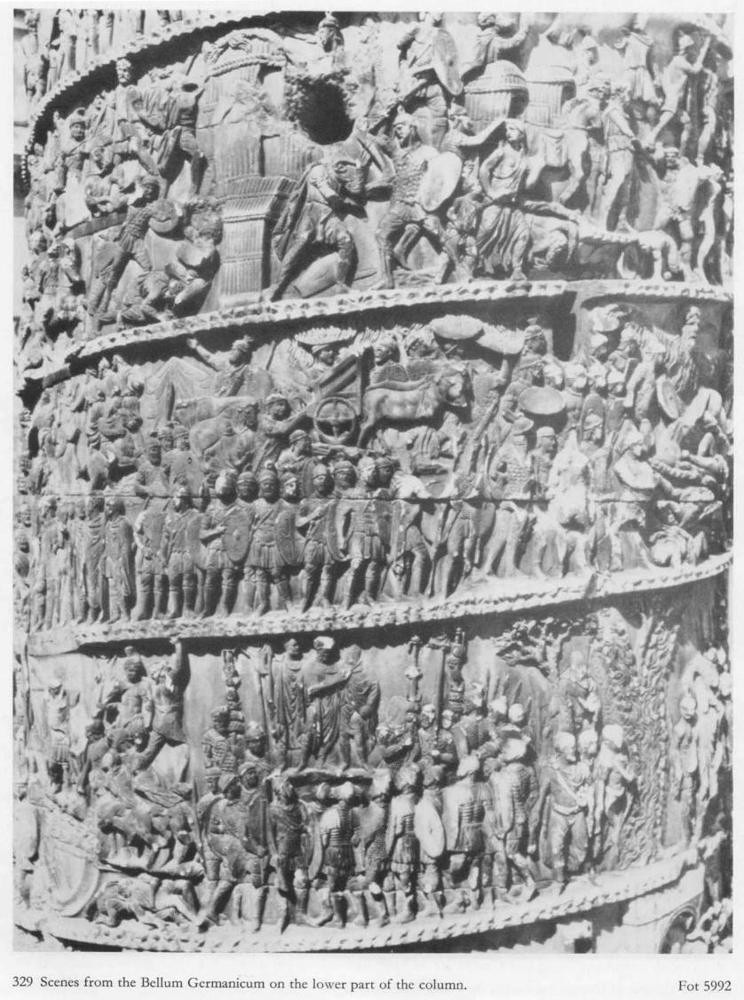 329 Scenes from the Bellum Germanicum on the lower part of the column. Fot 5992